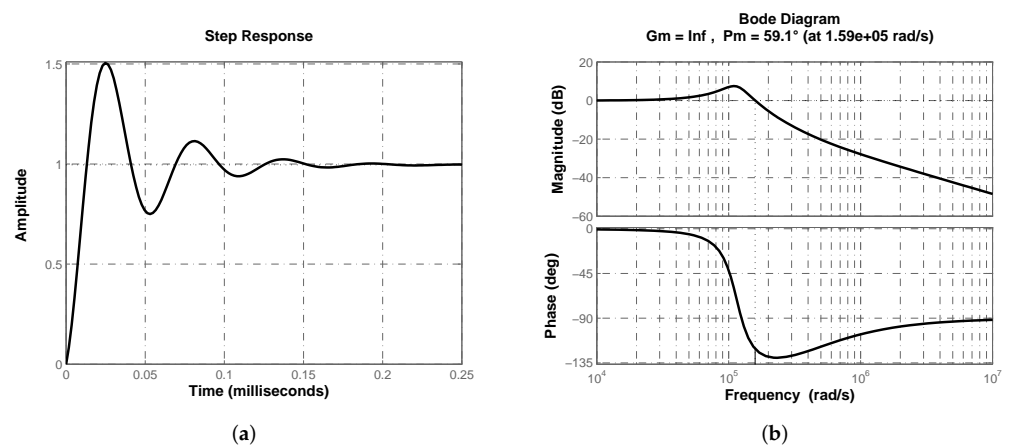 Step Response
1.5
1
0.5
0
Amplitude
0 0.05 0.1 0.15 0.2 0.25
Time (milliseconds)
(a)
Bode Diagram
Gm = Inf , Pm = 59.1° (at 1.59e+05 rad/s)
20
0
−20
−40
−60
Magnitude (dB)
0
−45
−90
−135
Phase (deg)
10^4 10^5 10^6 10^7
Frequency (rad/s)
(b)